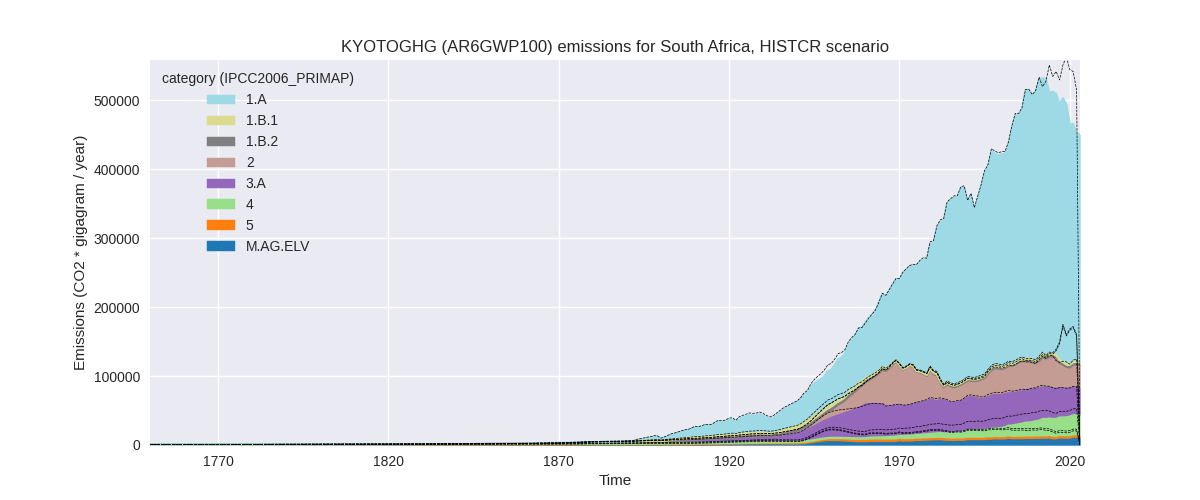 KYOTOGHG (AR6GWP100) emissions for South Africa, HISTCR scenario
category (IPCC2006_PRIMAP)
1.A
1.B.1
1.B.2
2
3.A
4
5
M.AG.ELV
Emissions (CO2 * gigagram / year)
500000
400000
300000
200000
100000
0
1770
1820
1870
1920
1970
2020
Time